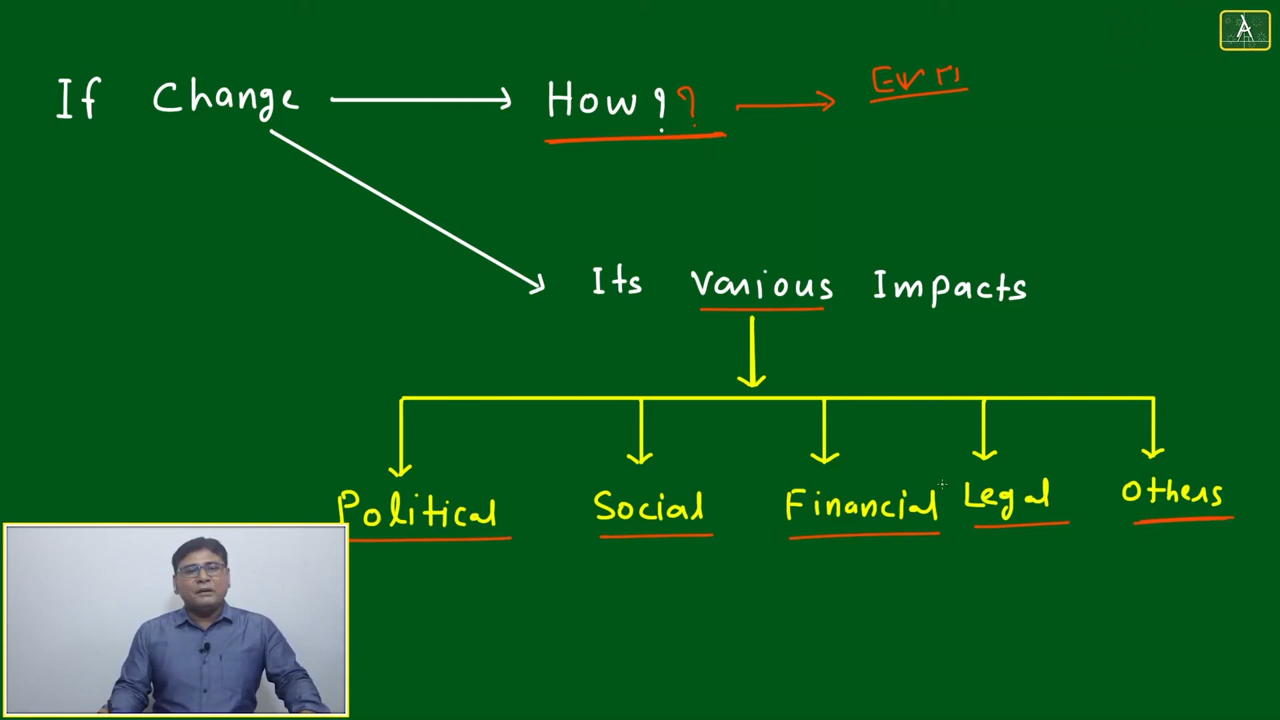 If Change How??
Its Various Impacts
Political Social Financial Legal Others